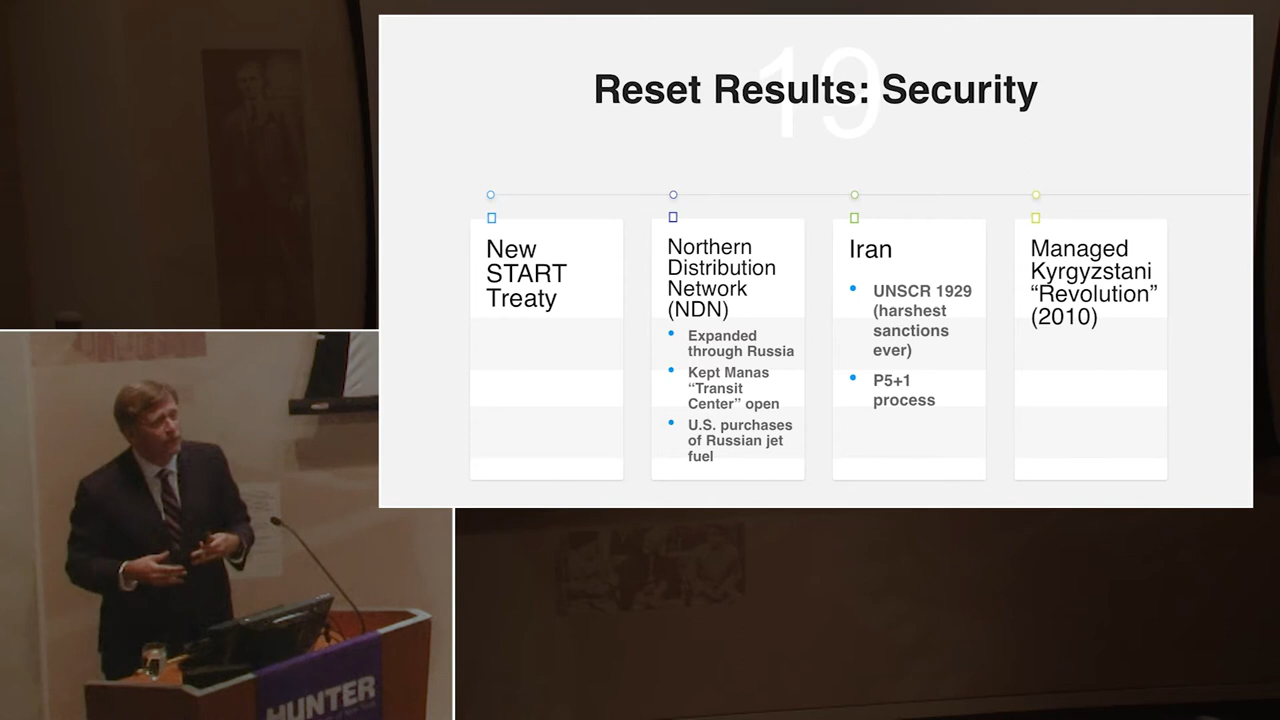 19
Reset Results: Security
New
START
Treaty
Northern
Distribution
Network
(NDN)
• Expanded
through Russia
• Kept Manas
“Transit
Center” open
• U.S. purchases
of Russian jet
fuel
Iran
• UNSCR 1929
(harshest
sanctions
ever)
• P5+1
process
Managed
Kyrgyzstani
“Revolution”
(2010)
HUNTER